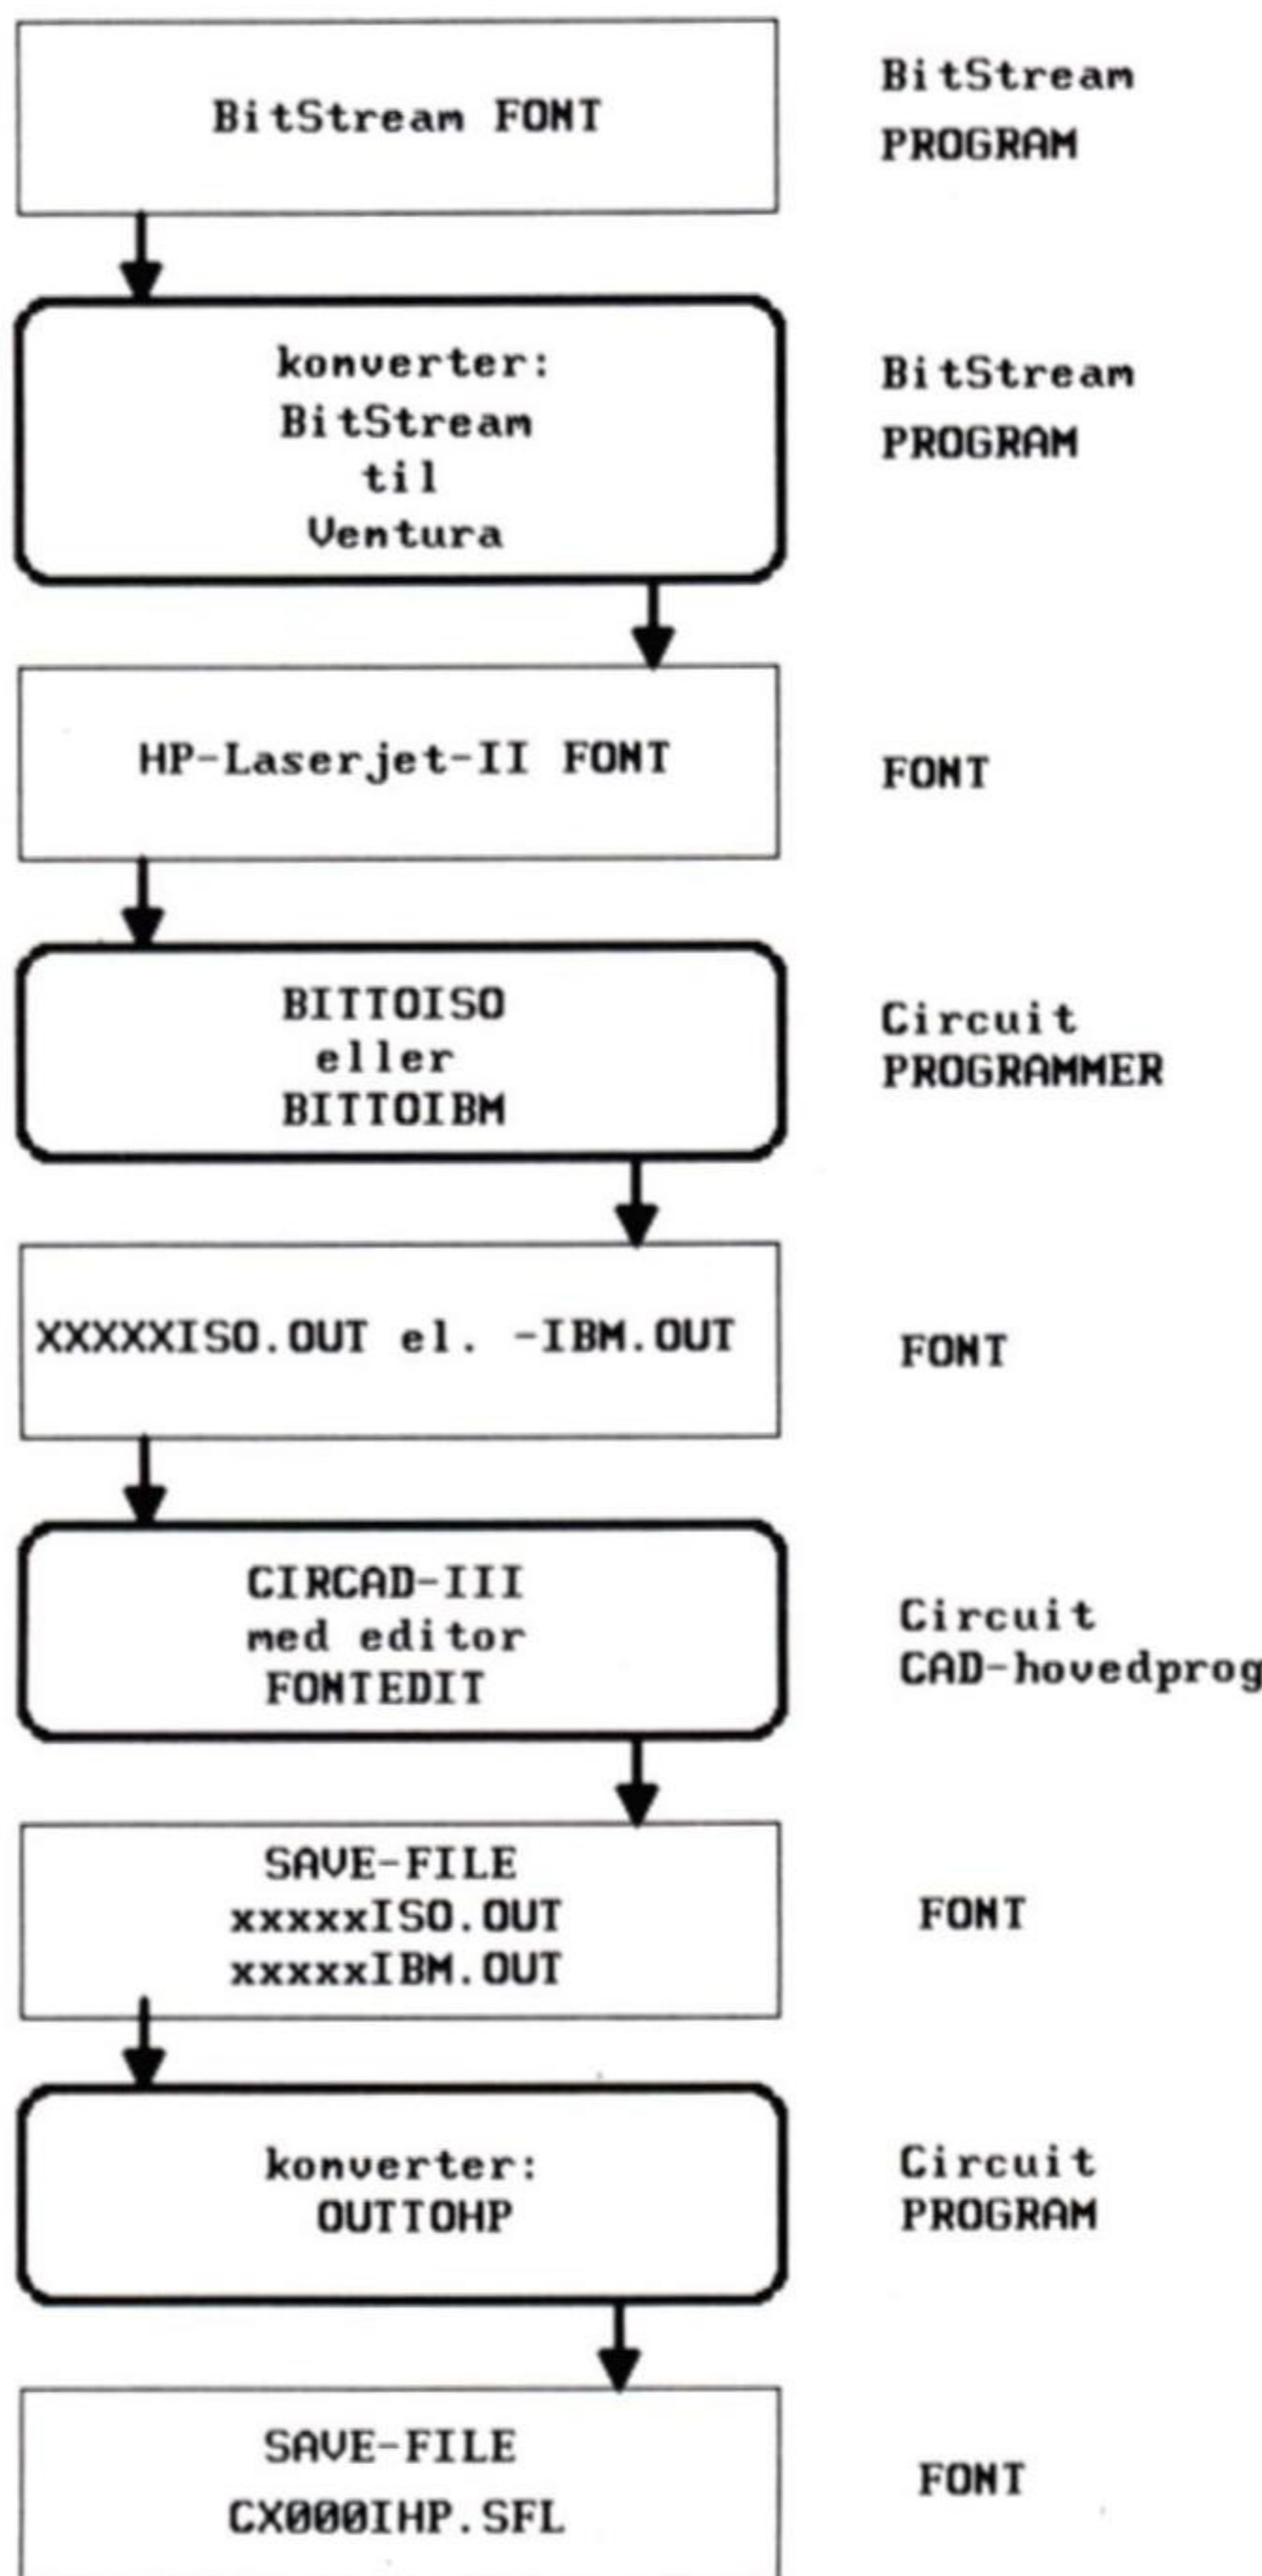 BitStream FONT
BitStream
PROGRAM
konverter:
BitStream
til
Ventura
BitStream
PROGRAM
HP-Laserjet-II FONT
FONT
BITTOISO
eller
BITTOIBM
Circuit
PROGRAMMER
XXXXXISO.OUT el. -IBM.OUT
FONT
CIRCAD-III
med editor
FONTEDIT
Circuit
CAD-hovedprog
SAVE-FILE
xxxxxISO.OUT
xxxxxIBM.OUT
FONT
konverter:
OUTTOHP
Circuit
PROGRAM
SAVE-FILE
CX000IHP.SFL
FONT